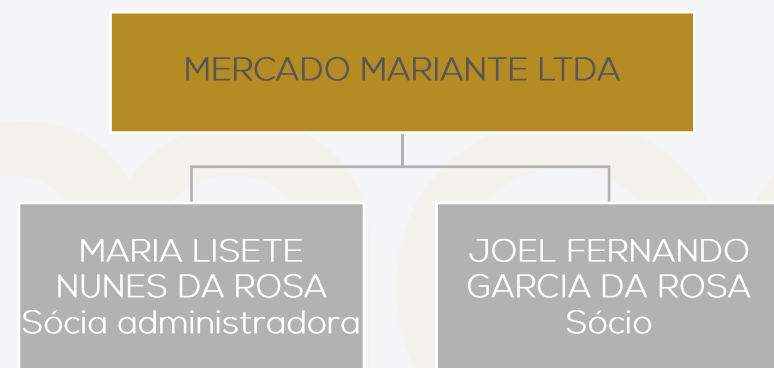 MERCADO MARIANTE LTDA
MARIA LISETE
NUNES DA ROSA
Sócia administradora
JOEL FERNANDO
GARCIA DA ROSA
Sócio